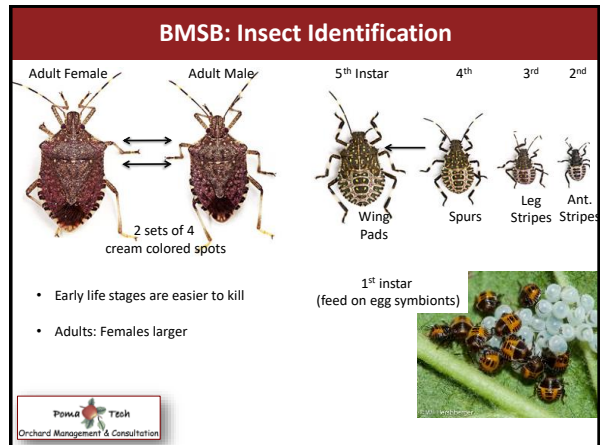 BMSB: Insect Identification
Adult Female
Adult Male
5th Instar
4th
3rd
2nd
2 sets of 4
cream colored spots
Wing
Pads
Spurs
Leg
Stripes
Ant.
Stripes
• Early life stages are easier to kill
• Adults: Females larger
1st instar
(feed on egg symbionts)
Poma Tech
Orchard Management & Consultation